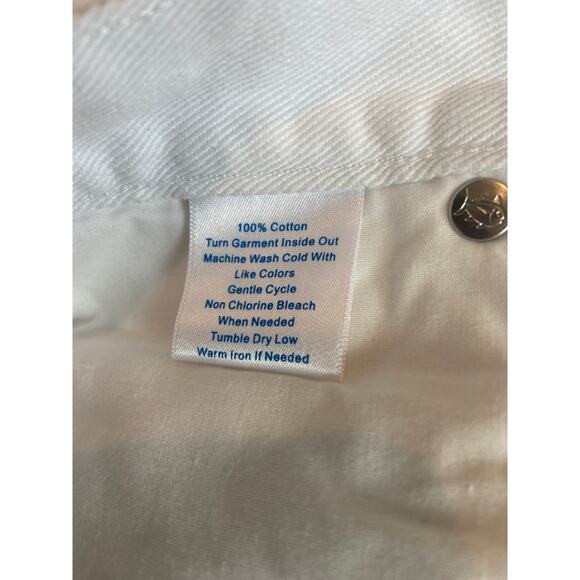 100% Cotton
Turn Garment Inside Out
Machine Wash Cold With
Like Colors
Gentle Cycle
Non Chlorine Bleach
When Needed
Tumble Dry Low
Warm Iron If Needed